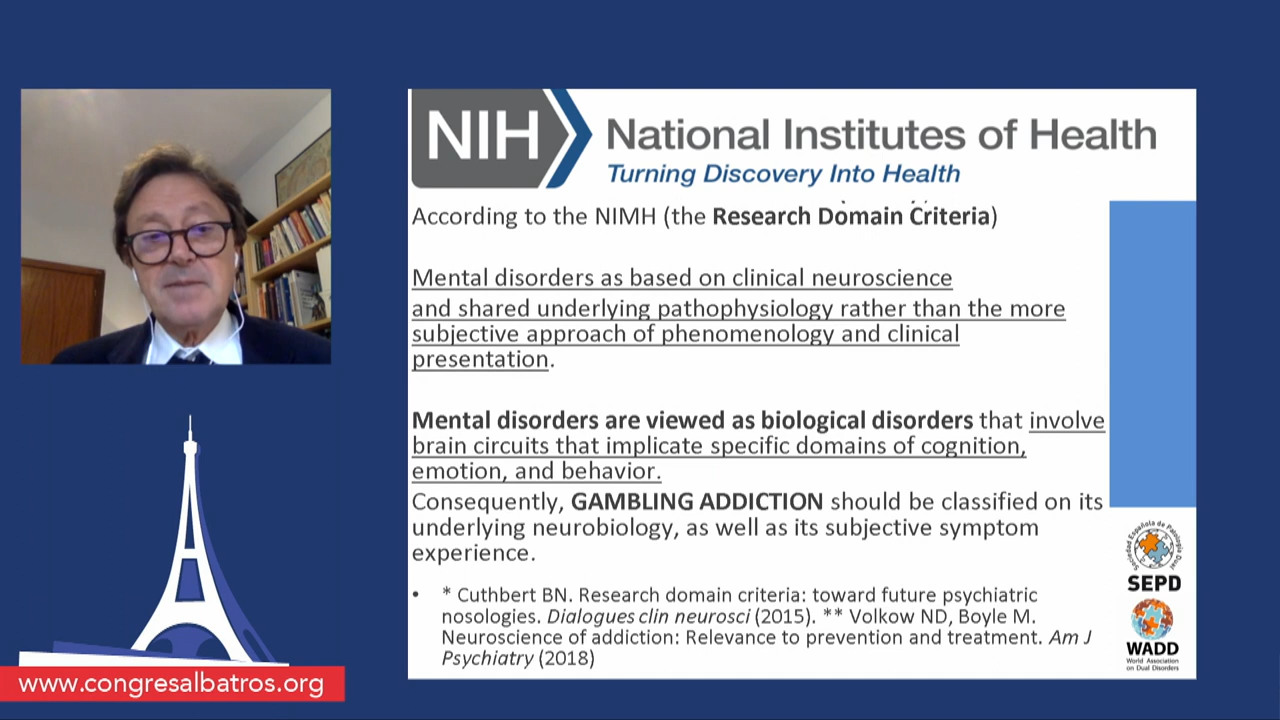 NIH National Institutes of Health
Turning Discovery Into Health
According to the NIMH (the Research Domain Criteria)
Mental disorders as based on clinical neuroscience
and shared underlying pathophysiology rather than the more
subjective approach of phenomenology and clinical
presentation.
Mental disorders are viewed as biological disorders that involve
brain circuits that implicate specific domains of cognition,
emotion, and behavior.
Consequently, GAMBLING ADDICTION should be classified on its
underlying neurobiology, as well as its subjective symptom
experience.
• * Cuthbert BN. Research domain criteria: toward future psychiatric
nosologies. Dialogues clin neurosci (2015). ** Volkow ND, Boyle M.
Neuroscience of addiction: Relevance to prevention and treatment. Am J
Psychiatry (2018)
Sociedad Española de Patología Dual
SEPD
WADD
World Association
on Dual Disorders
www.congresalbatros.org